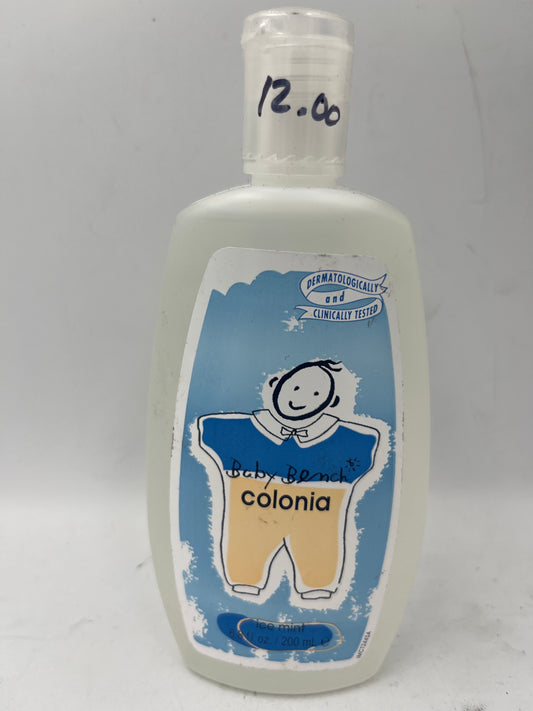 12.00
DERMATOLOGICALLY
and
CLINICALLY TESTED
Baby Bench
colonia
Ice mint
200 mL ℮